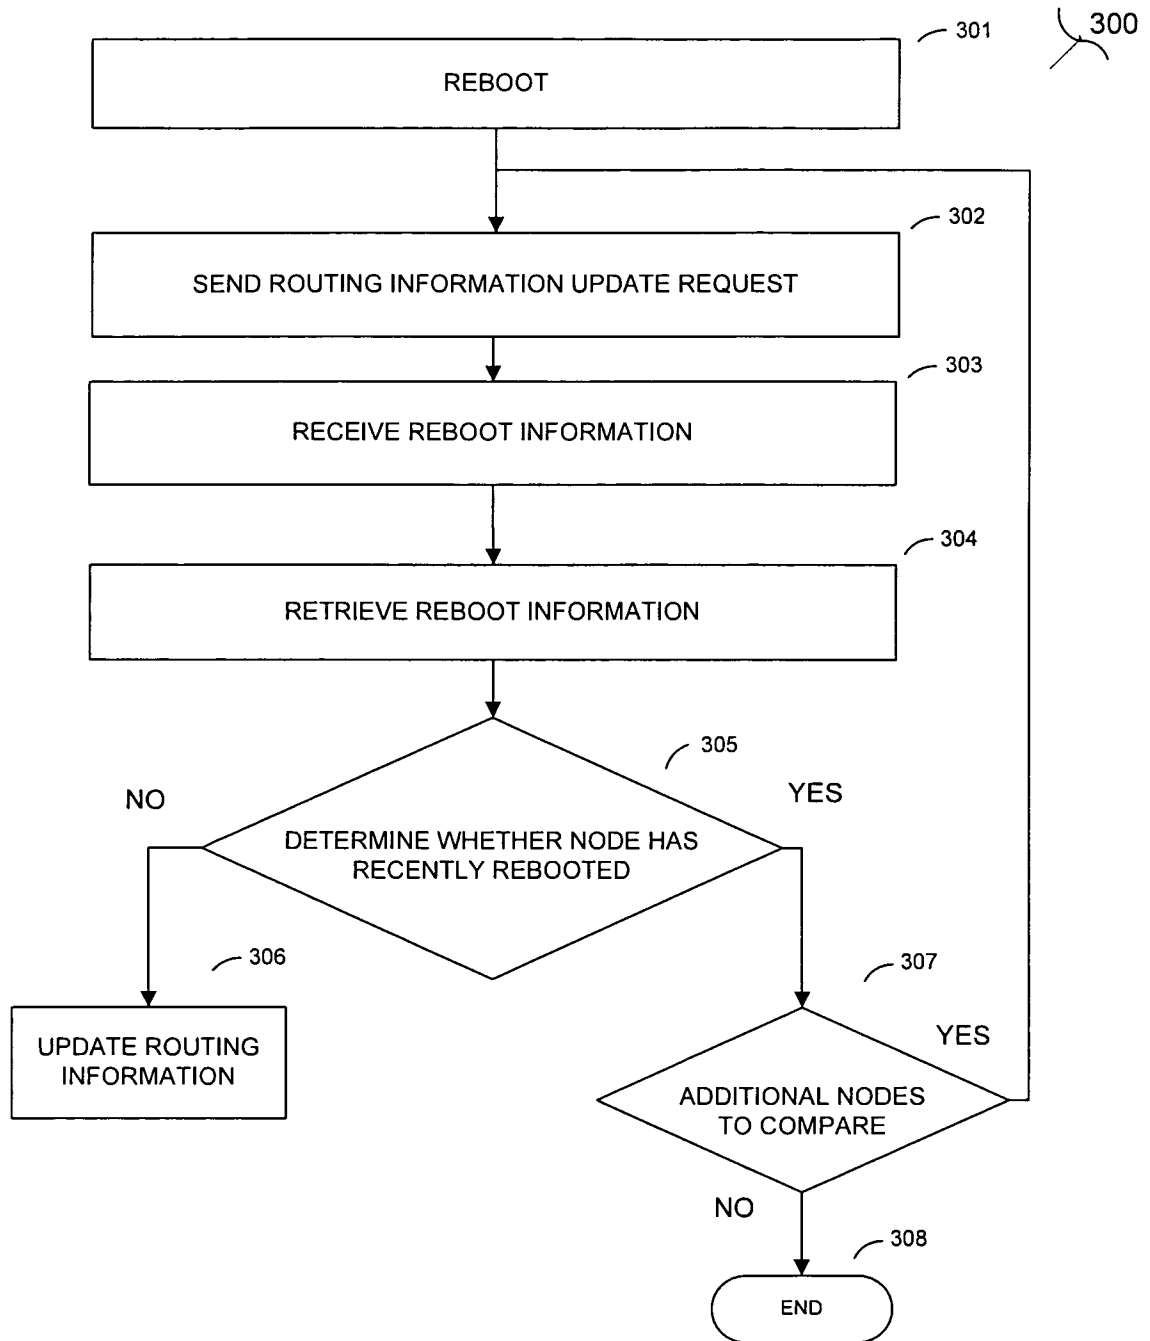 300
301
REBOOT
302
SEND ROUTING INFORMATION UPDATE REQUEST
303
RECEIVE REBOOT INFORMATION
304
RETRIEVE REBOOT INFORMATION
305
NO
YES
DETERMINE WHETHER NODE HAS
RECENTLY REBOOTED
306
307
UPDATE ROUTING
INFORMATION
YES
ADDITIONAL NODES
TO COMPARE
NO
308
END